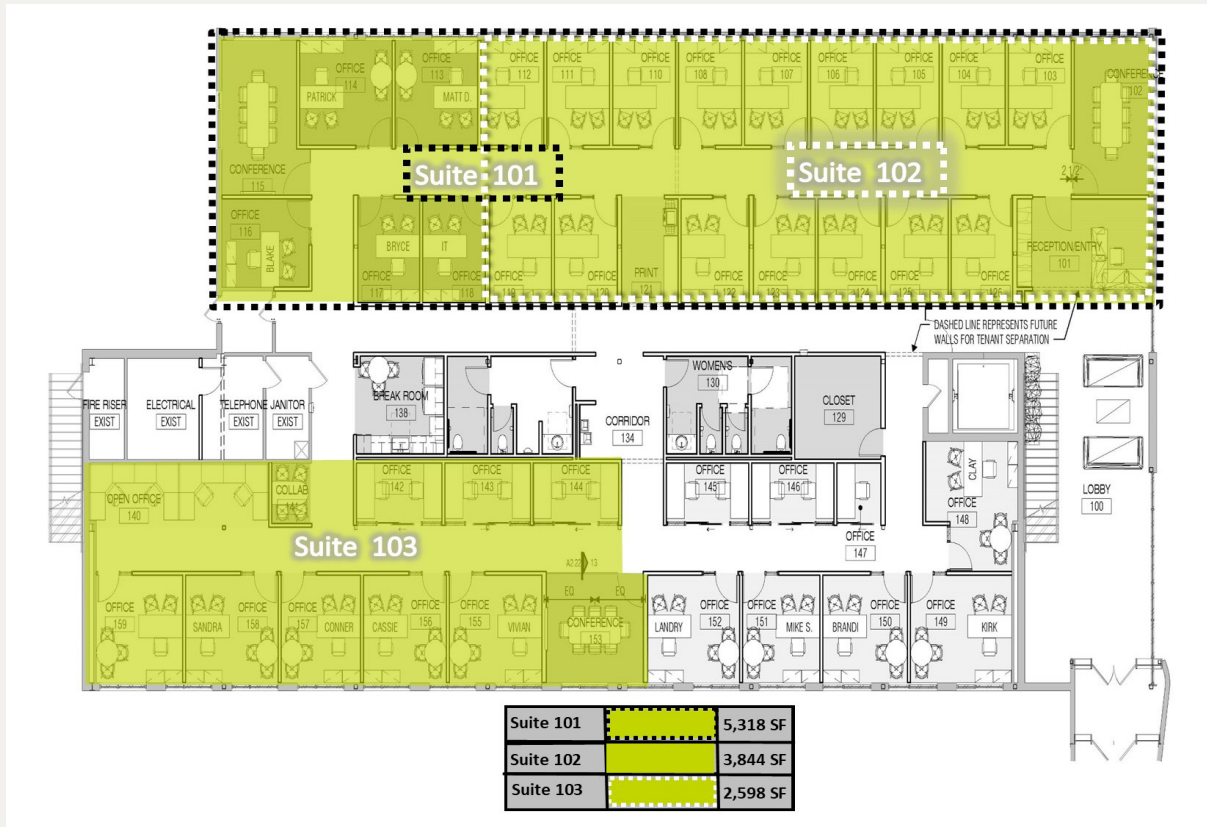 OFFICE
114
PATRICK
OFFICE
113
MATT D.
OFFICE
112
OFFICE
111
OFFICE
110
OFFICE
108
OFFICE
107
OFFICE
106
OFFICE
105
OFFICE
104
OFFICE
103
CONFERENCE
102
CONFERENCE
115
Suite 101
Suite 102
2 1/2"
OFFICE
116
BLAKE
BRYCE
OFFICE
117
IT
OFFICE
118
OFFICE
119
OFFICE
120
PRINT
121
OFFICE
122
OFFICE
123
OFFICE
124
OFFICE
125
OFFICE
126
RECEPTION/ENTRY
101
DASHED LINE REPRESENTS FUTURE
WALLS FOR TENANT SEPARATION
FIRE RISER
EXIST
ELECTRICAL
EXIST
TELEPHONE
EXIST
JANITOR
EXIST
BREAK ROOM
138
CORRIDOR
134
WOMEN'S
130
CLOSET
129
LOBBY
100
OPEN OFFICE
140
COLLAB
OFFICE
142
OFFICE
143
OFFICE
144
OFFICE
145
OFFICE
146
OFFICE
147
CLAY
OFFICE
148
Suite 103
13
EQ
EQ
OFFICE
159
SANDRA
OFFICE
158
OFFICE
157
CONNER
CASSIE
OFFICE
156
OFFICE
155
VIVIAN
CONFERENCE
153
LANDRY
OFFICE
152
OFFICE
151
MIKE S.
BRANDI
OFFICE
150
OFFICE
149
KIRK
Suite 101 5,318 SF
Suite 102 3,844 SF
Suite 103 2,598 SF